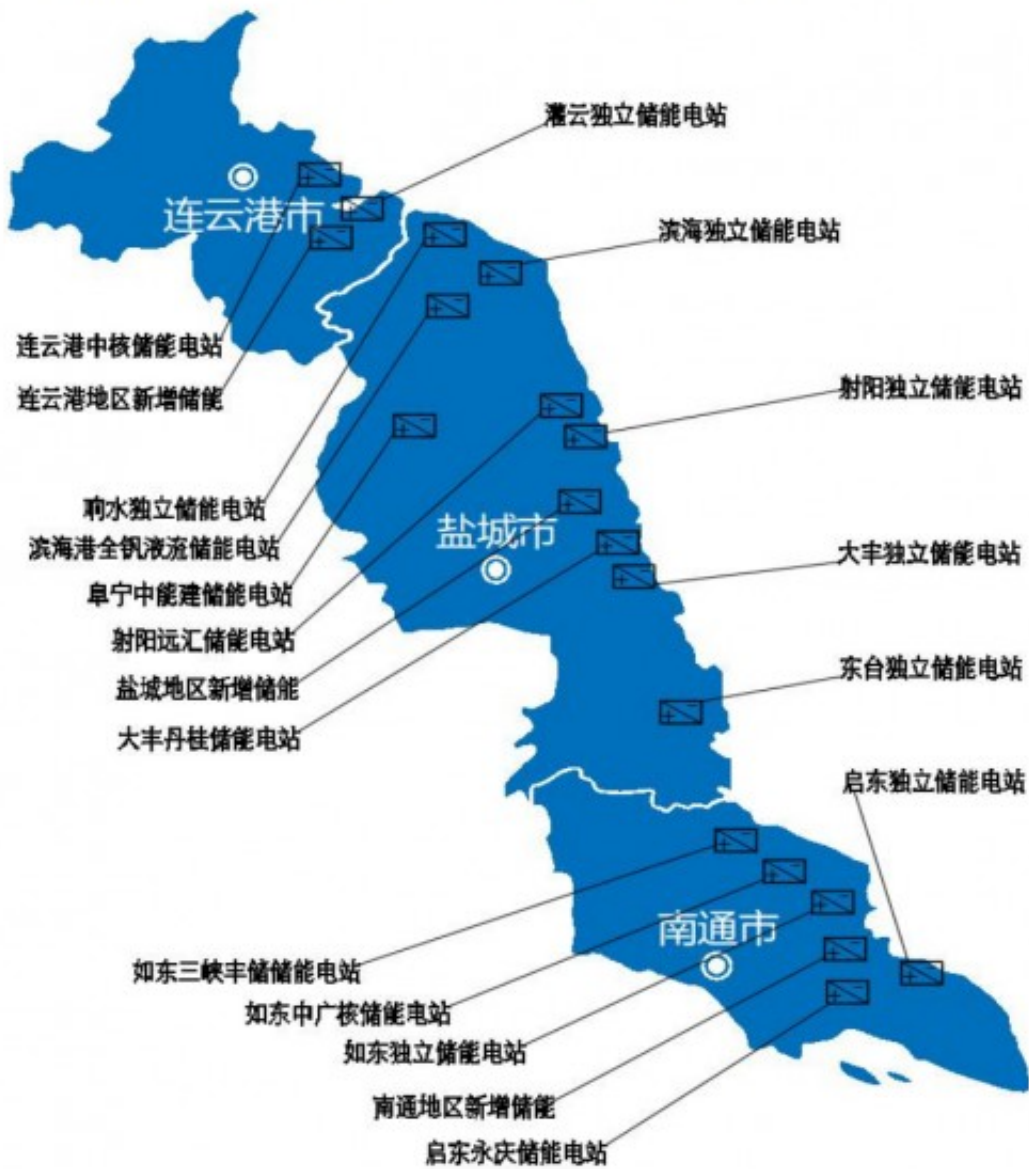 灌云独立储能电站
连云港市
滨海独立储能电站
连云港中核储能电站
连云港地区新增储能
射阳独立储能电站
响水独立储能电站
滨海港全钒液流储能电站
盐城市
大丰独立储能电站
阜宁中能建储能电站
射阳远汇储能电站
盐城地区新增储能
东台独立储能电站
大丰丹桂储能电站
启东独立储能电站
南通市
如东三峡丰储储能电站
如东中广核储能电站
如东独立储能电站
南通地区新增储能
启东永庆储能电站